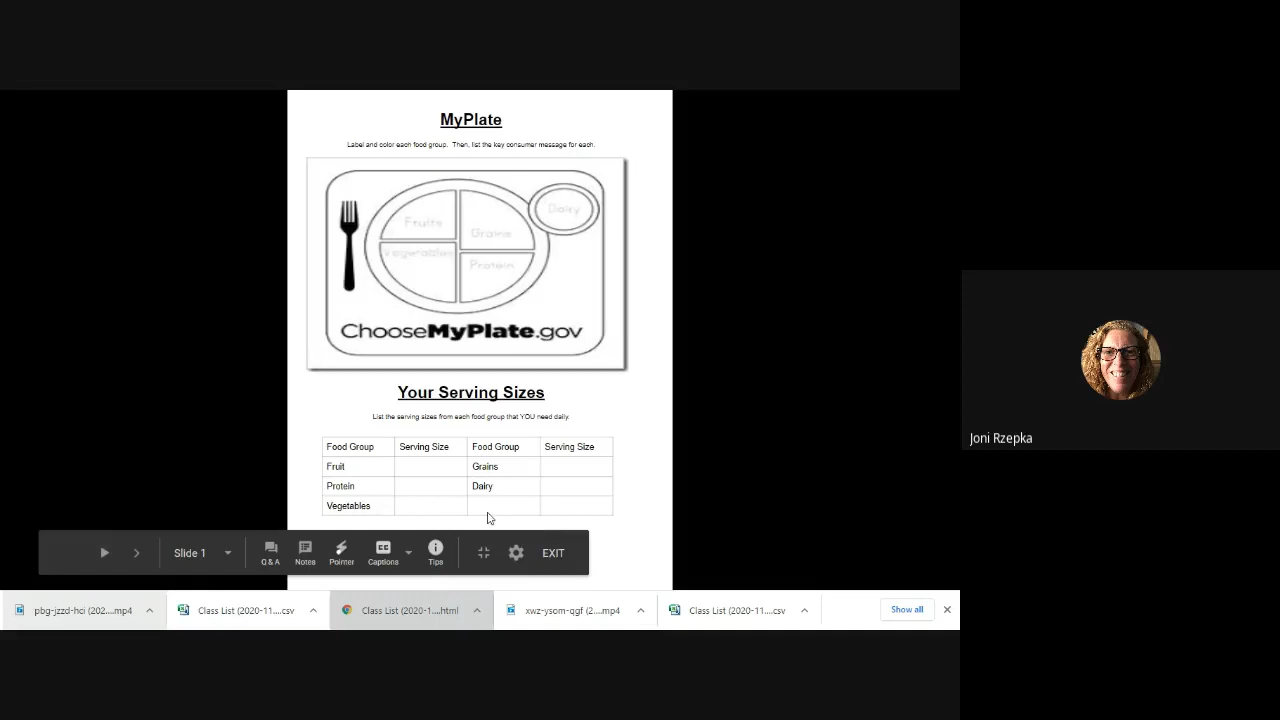 MyPlate
Label and color each food group. Then, list the key consumer message for each.
Fruits
Grains
Dairy
Vegetables
Protein
ChooseMyPlate.gov
Your Serving Sizes
List the serving sizes from each food group that YOU need daily.
Food Group Serving Size Food Group Serving Size
Fruit Grains
Protein Dairy
Vegetables
Joni Rzepka
Slide 1
Q & A Notes Pointer Captions Tips EXIT
pbg-jzzd-hci (202....mp4 Class List (2020-11....csv Class List (2020-1....html xwz-ysom-qgf (2....mp4 Class List (2020-11....csv Show all